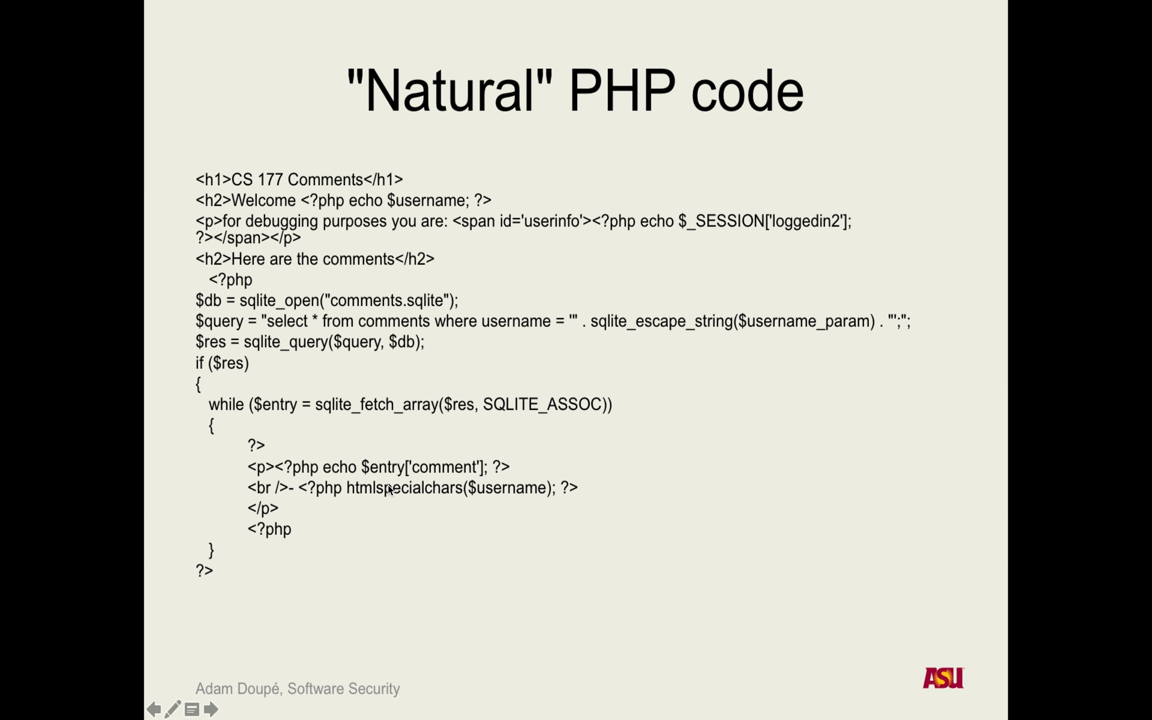 "Natural" PHP code
<h1>CS 177 Comments</h1>
<h2>Welcome <?php echo $username; ?>
<p>for debugging purposes you are: <span id='userinfo'><?php echo $_SESSION['loggedin2'];
?></span></p>
<h2>Here are the comments</h2>
<?php
$db = sqlite_open("comments.sqlite");
$query = "select * from comments where username = '" . sqlite_escape_string($username_param) . "';";
$res = sqlite_query($query, $db);
if ($res)
{
while ($entry = sqlite_fetch_array($res, SQLITE_ASSOC))
{
?>
<p><?php echo $entry['comment']; ?>
<br />- <?php htmlspecialchars($username); ?>
</p>
<?php
}
?>
Adam Doupé, Software Security
ASU